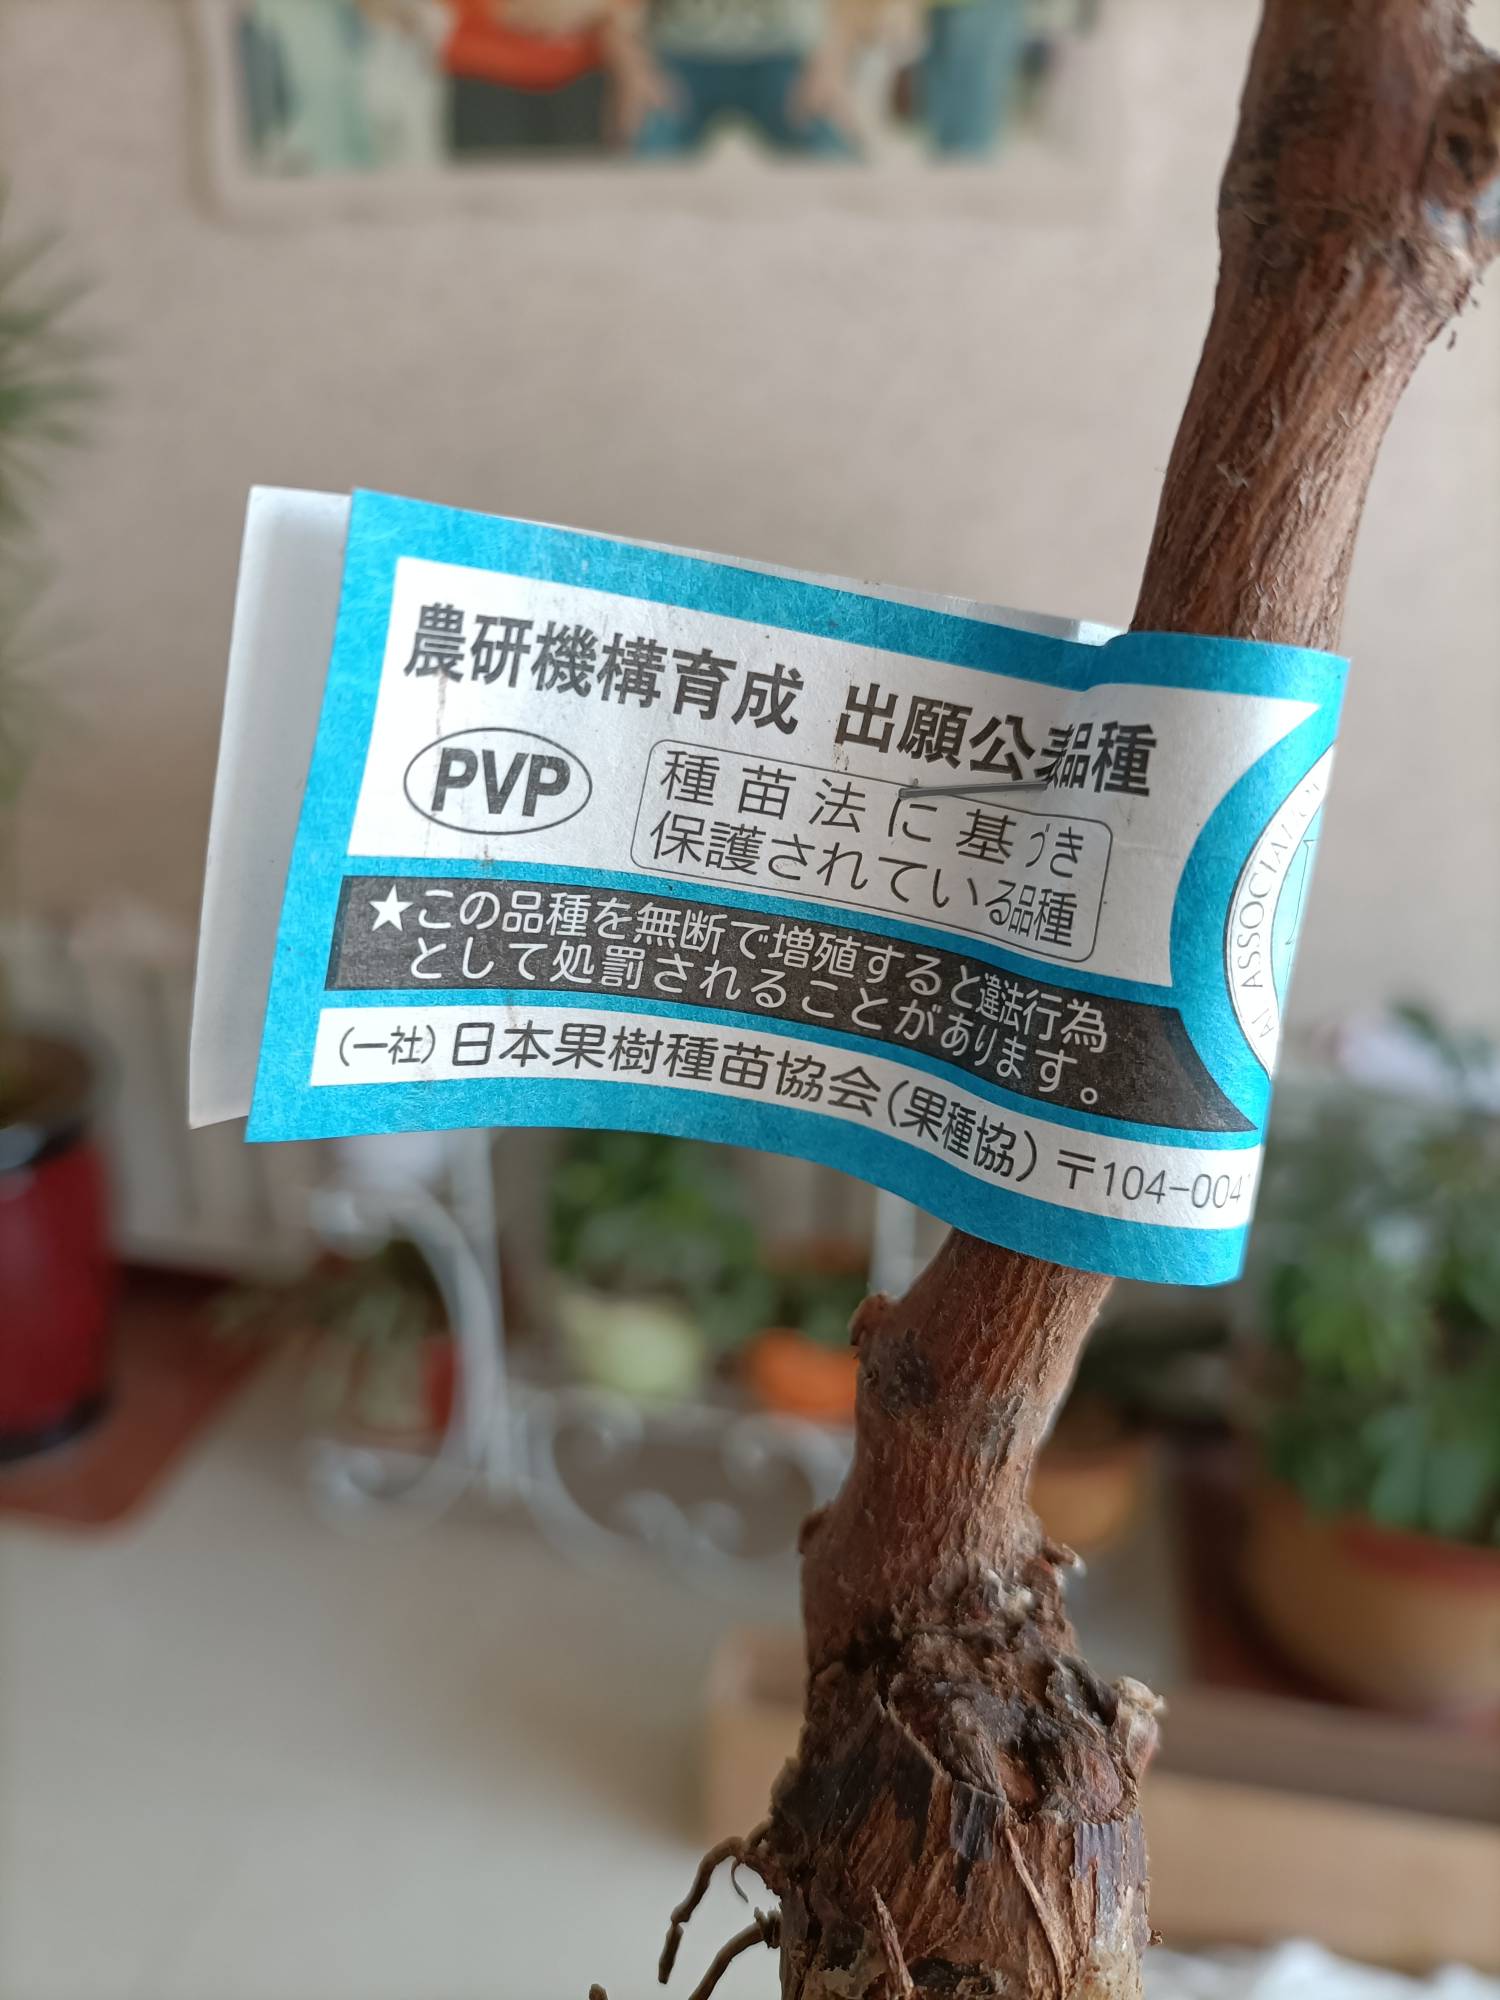 農研機構育成 出願公表品種
PVP
種苗法に基づき
保護されている品種
★この品種を無断で増殖すると違法行為
として処罰されることがあります。
(一社)日本果樹種苗協会(果種協)〒104-004
ASSOCIATION